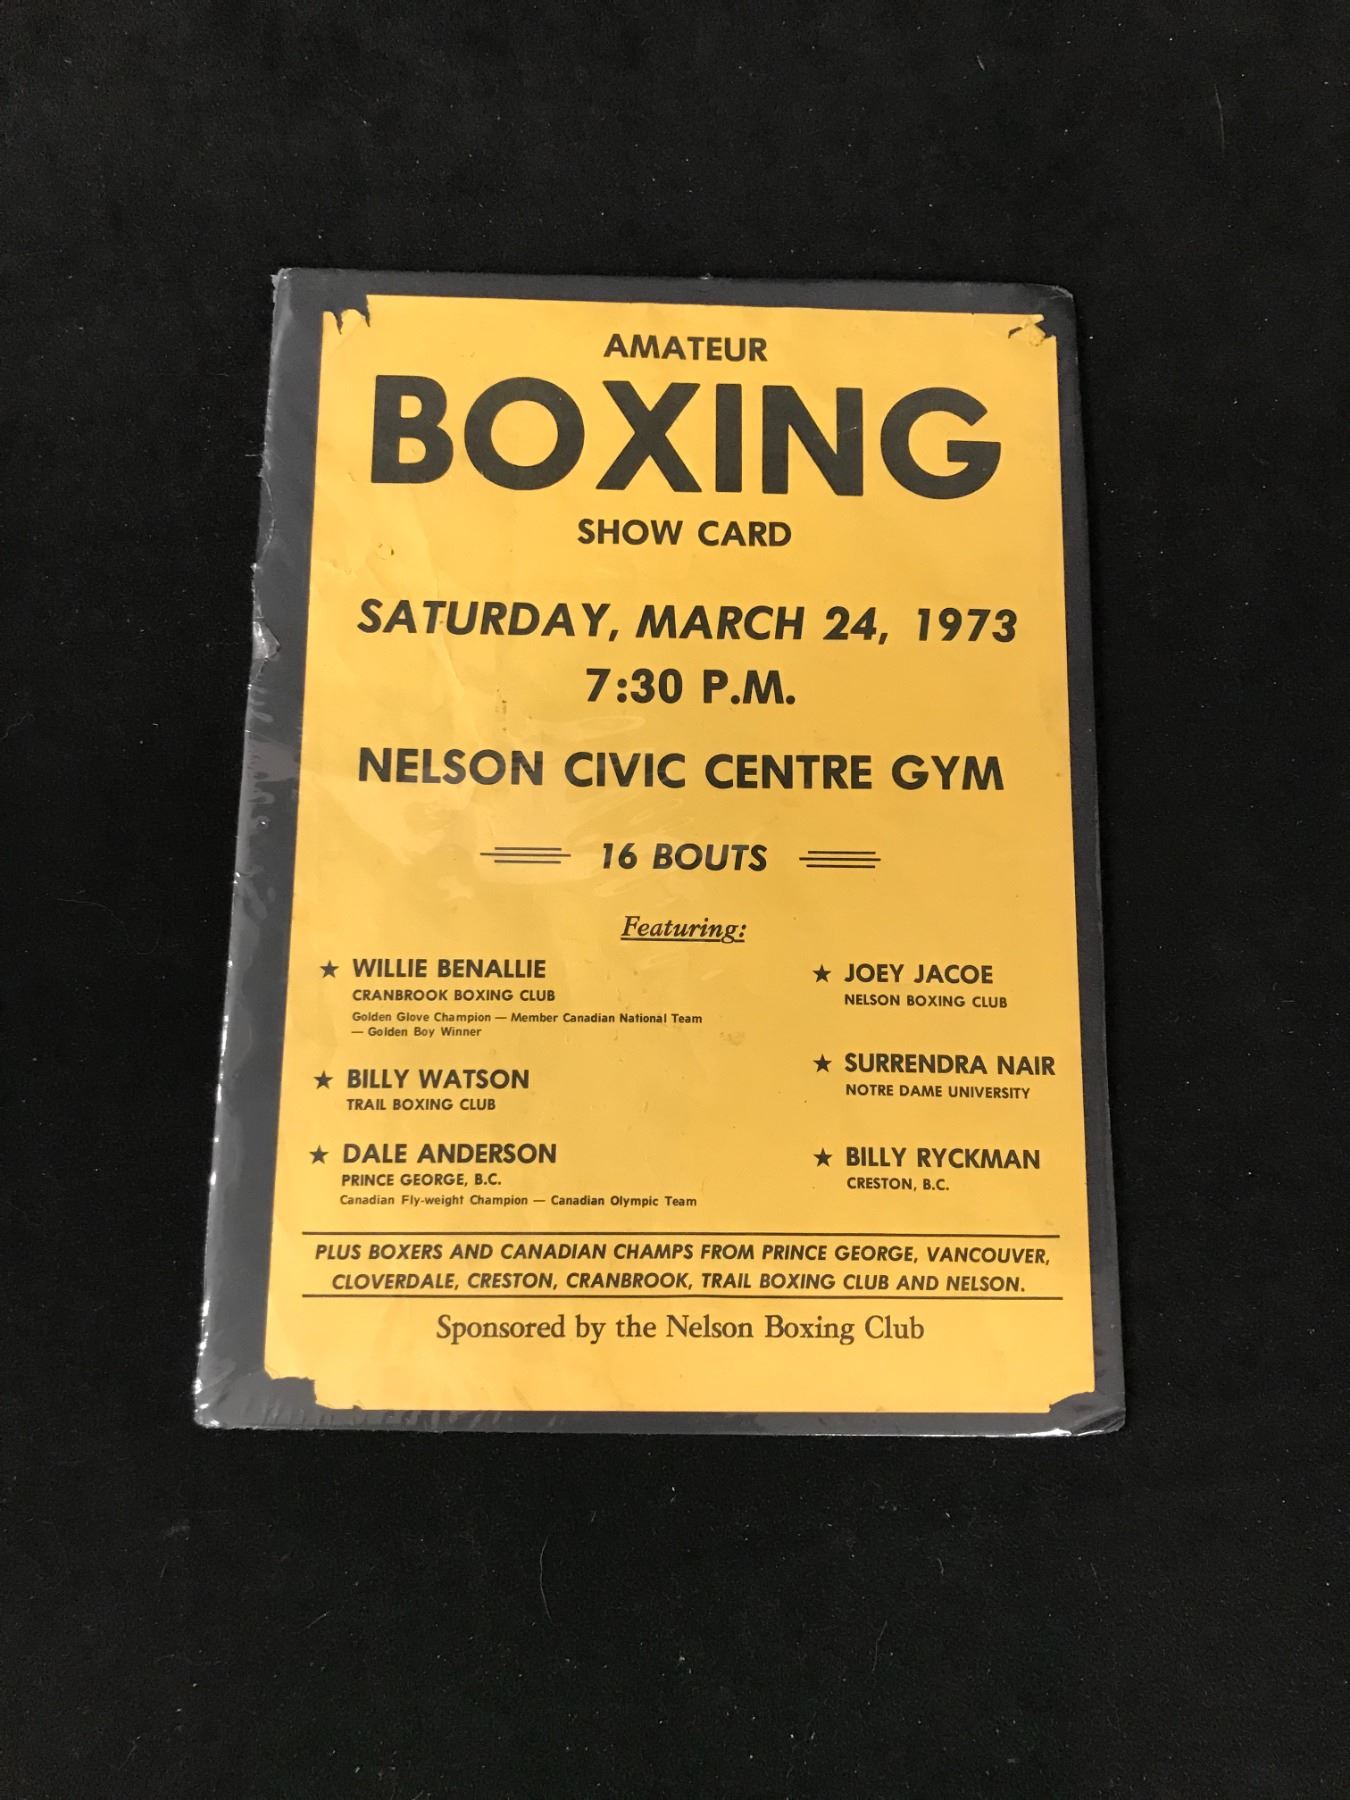 AMATEUR
BOXING
SHOW CARD
SATURDAY, MARCH 24, 1973
7:30 P.M.
NELSON CIVIC CENTRE GYM
16 BOUTS
Featuring:
★ WILLIE BENALLIE
CRANBROOK BOXING CLUB
Golden Glove Champion — Member Canadian National Team
— Golden Boy Winner
★ BILLY WATSON
TRAIL BOXING CLUB
★ DALE ANDERSON
PRINCE GEORGE, B.C.
Canadian Fly-weight Champion — Canadian Olympic Team
★ JOEY JACOE
NELSON BOXING CLUB
★ SURRENDRA NAIR
NOTRE DAME UNIVERSITY
★ BILLY RYCKMAN
CRESTON, B.C.
PLUS BOXERS AND CANADIAN CHAMPS FROM PRINCE GEORGE, VANCOUVER,
CLOVERDALE, CRESTON, CRANBROOK, TRAIL BOXING CLUB AND NELSON.
Sponsored by the Nelson Boxing Club